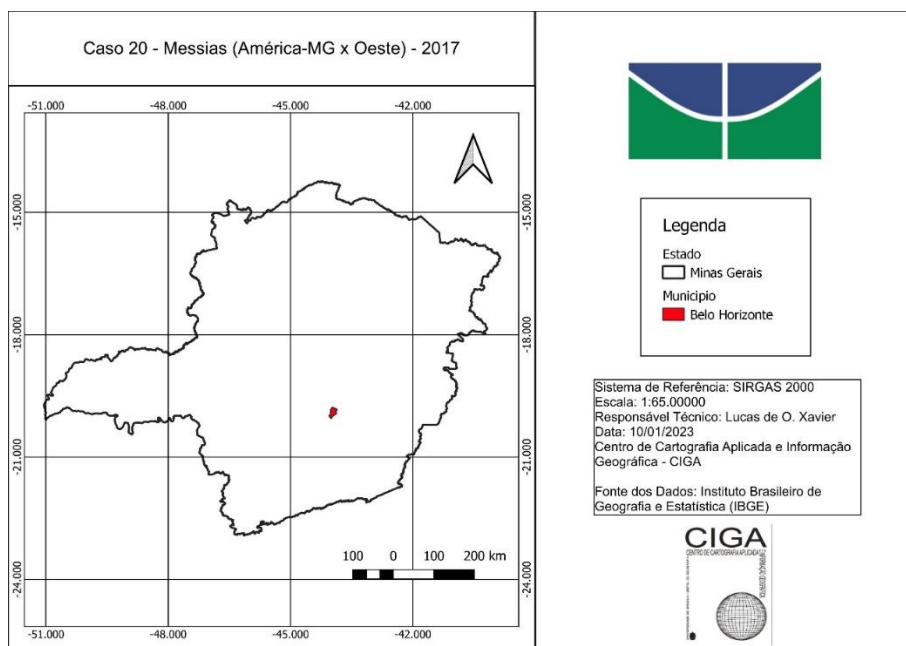 Caso 20 - Messias (América-MG x Oeste) - 2017
-51.000 -48.000 -45.000 -42.000
-15.000 -15.000
-18.000 -18.000
-21.000 -21.000
-24.000 -24.000
100 0 100 200 km
-51.000 -48.000 -45.000 -42.000
Legenda
Estado
Minas Gerais
Municipio
Belo Horizonte
Sistema de Referência: SIRGAS 2000
Escala: 1:65.00000
Responsável Técnico: Lucas de O. Xavier
Data: 10/01/2023
Centro de Cartografia Aplicada e Informação
Geográfica - CIGA
Fonte dos Dados: Instituto Brasileiro de
Geografia e Estatística (IBGE)
CIGA
CENTRO DE CARTOGRAFIA APLICADA E